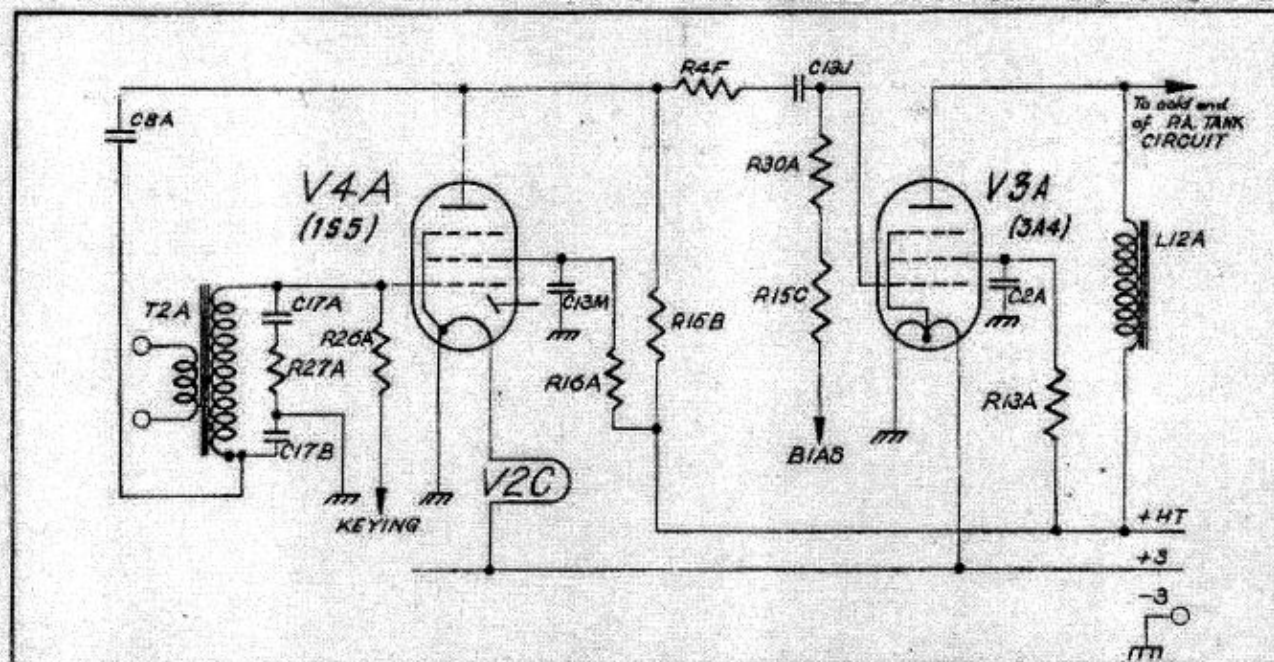 R4F
C13J
C8A
To cold end
of P.A. TANK
CIRCUIT
R30A
V4A
(1S5)
V3A
(3A4)
L12A
T2A
C17A
C13M
C2A
R15C
R26A
R15B
R27A
R16A
R13A
C17B
BIAS
V2C
KEYING
+HT
+3
-3